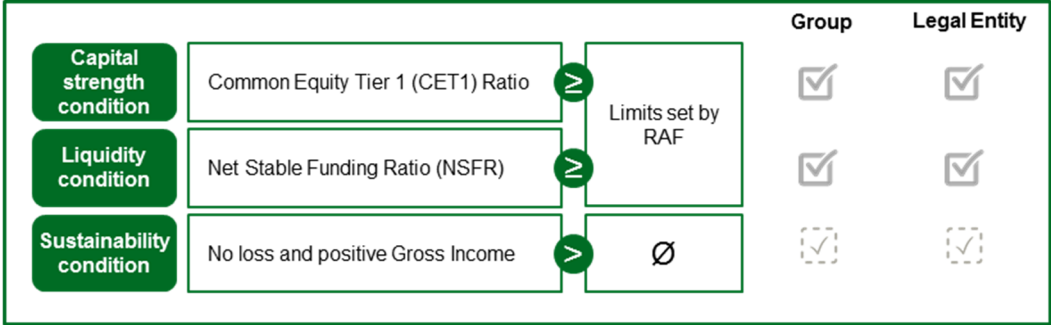 Group Legal Entity
Capital
strength
condition
Common Equity Tier 1 (CET1) Ratio
≥
Limits set by
RAF
Liquidity
condition
Net Stable Funding Ratio (NSFR)
≥
Sustainability
condition
No loss and positive Gross Income
>
Ø